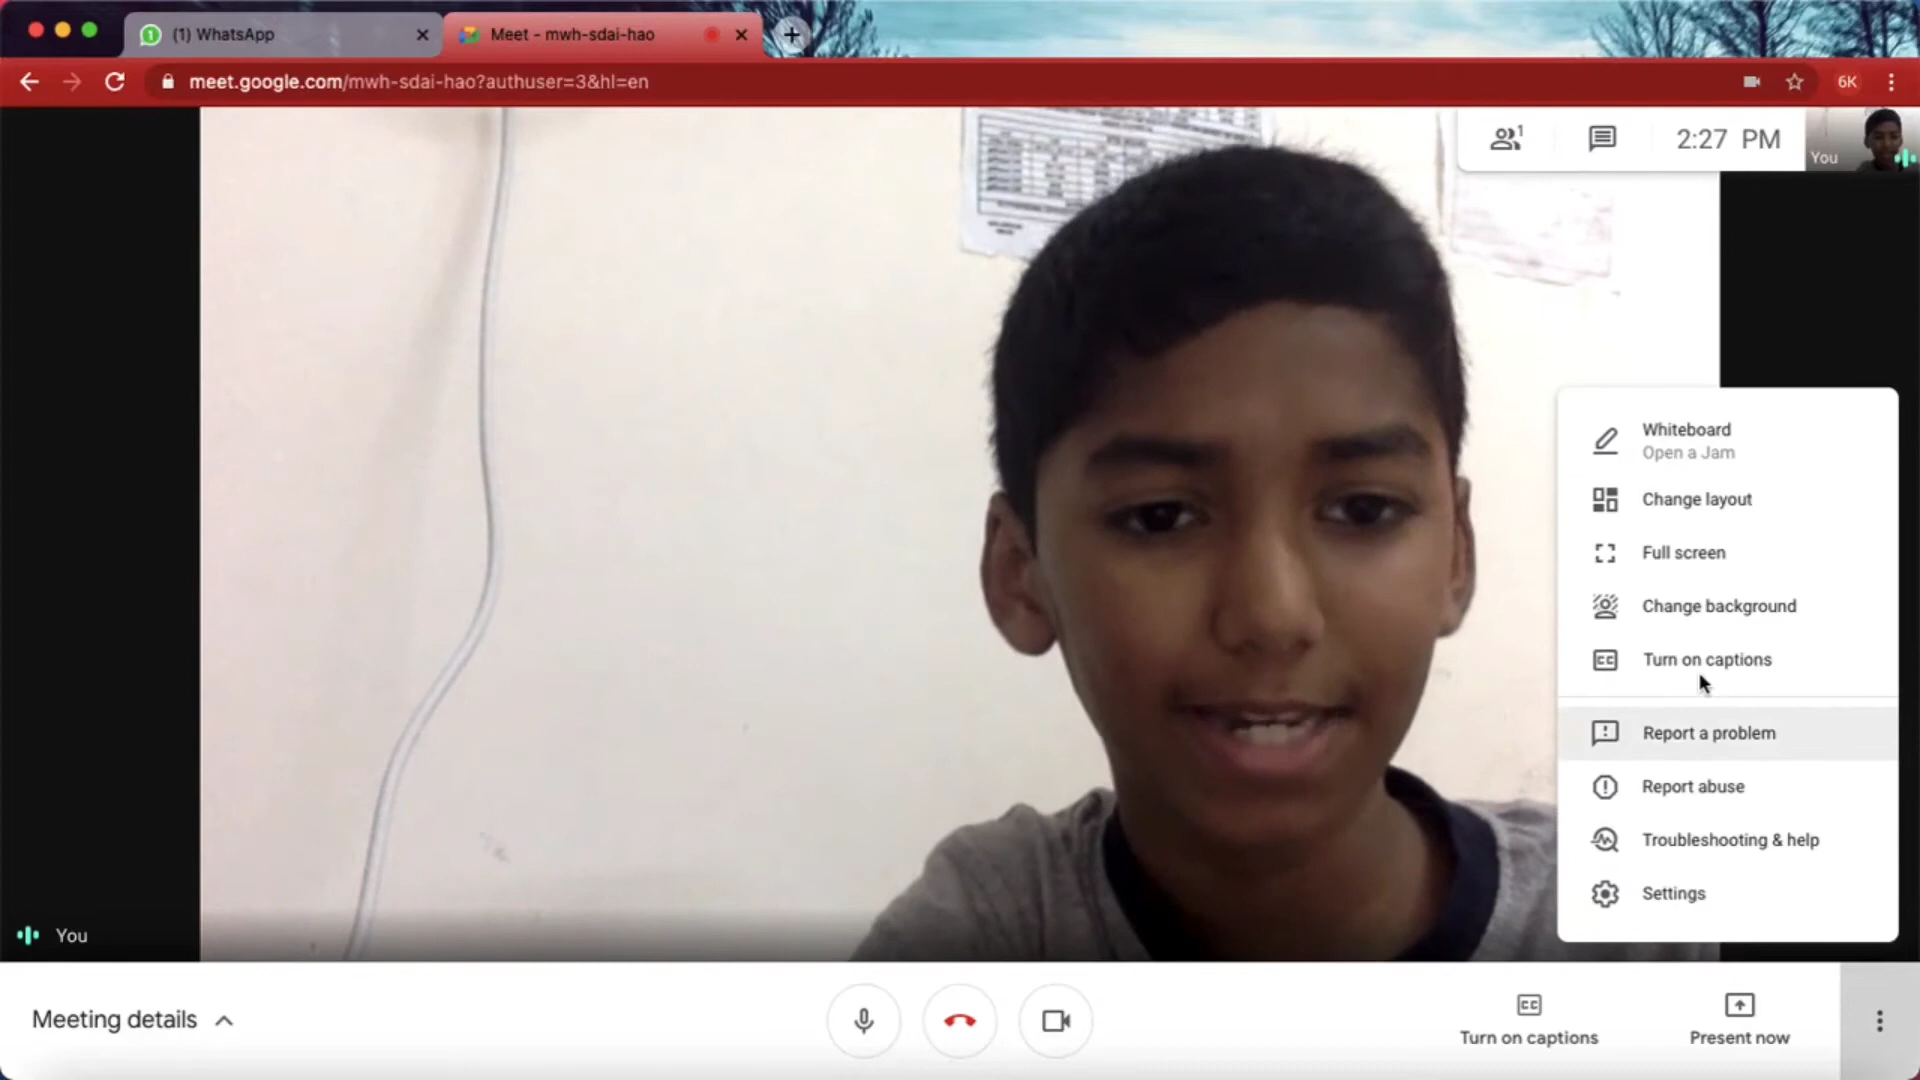 (1) WhatsApp
Meet - mwh-sdai-hao
meet.google.com/mwh-sdai-hao?authuser=3&hl=en
6K
1
2:27 PM
You
Whiteboard
Open a Jam
Change layout
Full screen
Change background
Turn on captions
Report a problem
Report abuse
Troubleshooting & help
Settings
You
Meeting details
Turn on captions
Present now